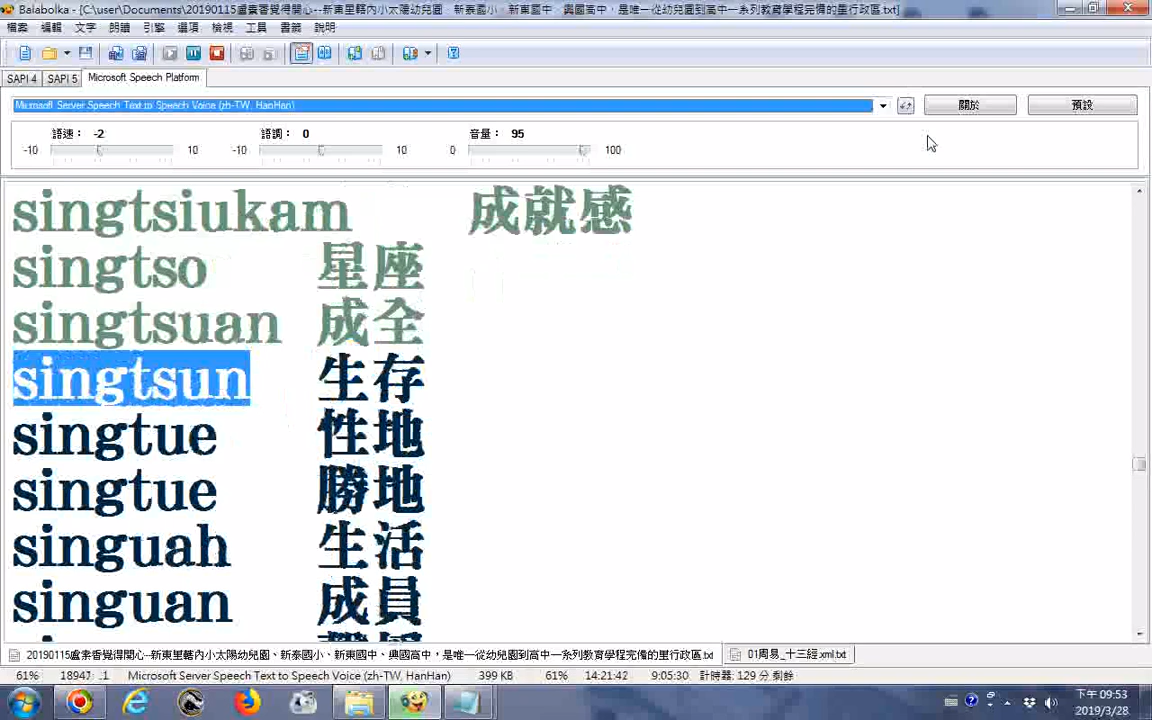 Balabolka - [C:\user\Documents\20190115盧素香覺得開心--新東里轄內小太陽幼兒園、新泰國小、新東國中、興國高中，是唯一從幼兒園到高中一系列教育學程完備的里行政區.txt]
檔案 編輯 文字 朗讀 引擎 選項 檢視 工具 書籤 說明
SAPI 4 SAPI 5 Microsoft Speech Platform
Microsoft Server Speech Text to Speech Voice (zh-TW, HanHan) 關於 預設
語速： -2 語調： 0 音量： 95
-10 10 -10 10 0 100
singtsiukam 成就感
singtso 星座
singtsuan 成全
singtsun 生存
singtue 性地
singtue 勝地
singuah 生活
singuan 成員
20190115盧素香覺得開心--新東里轄內小太陽幼兒園、新泰國小、新東國中、興國高中，是唯一從幼兒園到高中一系列教育學程完備的里行政區.txt 01周易_十三經.xml.txt
61% 18947 Microsoft Server Speech Text to Speech Voice (zh-TW, HanHan) 399 KB 61% 14:21:42 9:05:30 計時器: 129 分 剩餘
下午 09:53
2019/3/28